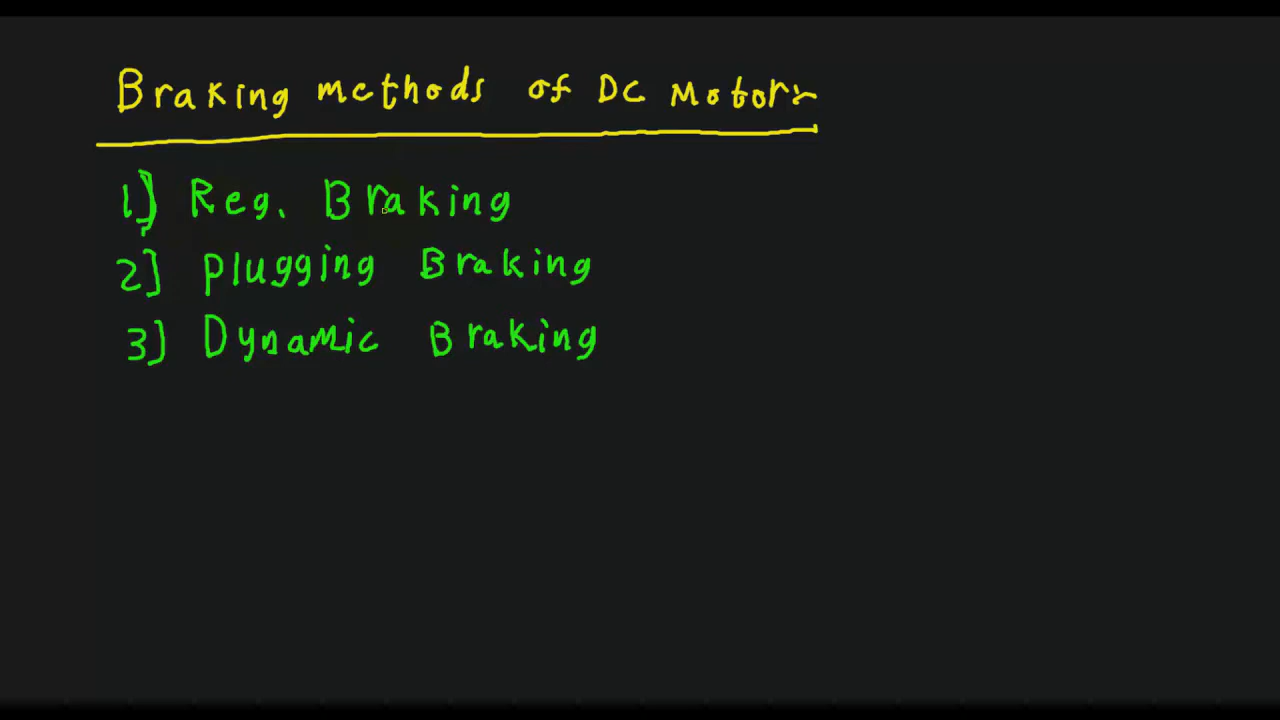 Braking methods of DC Motors
1] Reg. Braking
2] Plugging Braking
3] Dynamic Braking